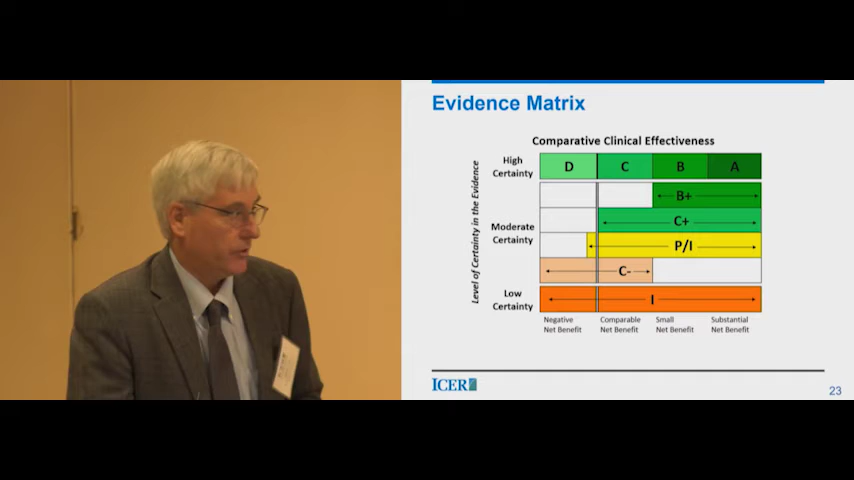 Evidence Matrix
Comparative Clinical Effectiveness
Level of Certainty in the Evidence
High
Certainty
D C B A
B+
Moderate
Certainty
C+
P/I
C-
Low
Certainty
I
Negative
Net Benefit
Comparable
Net Benefit
Small
Net Benefit
Substantial
Net Benefit
ICER
23